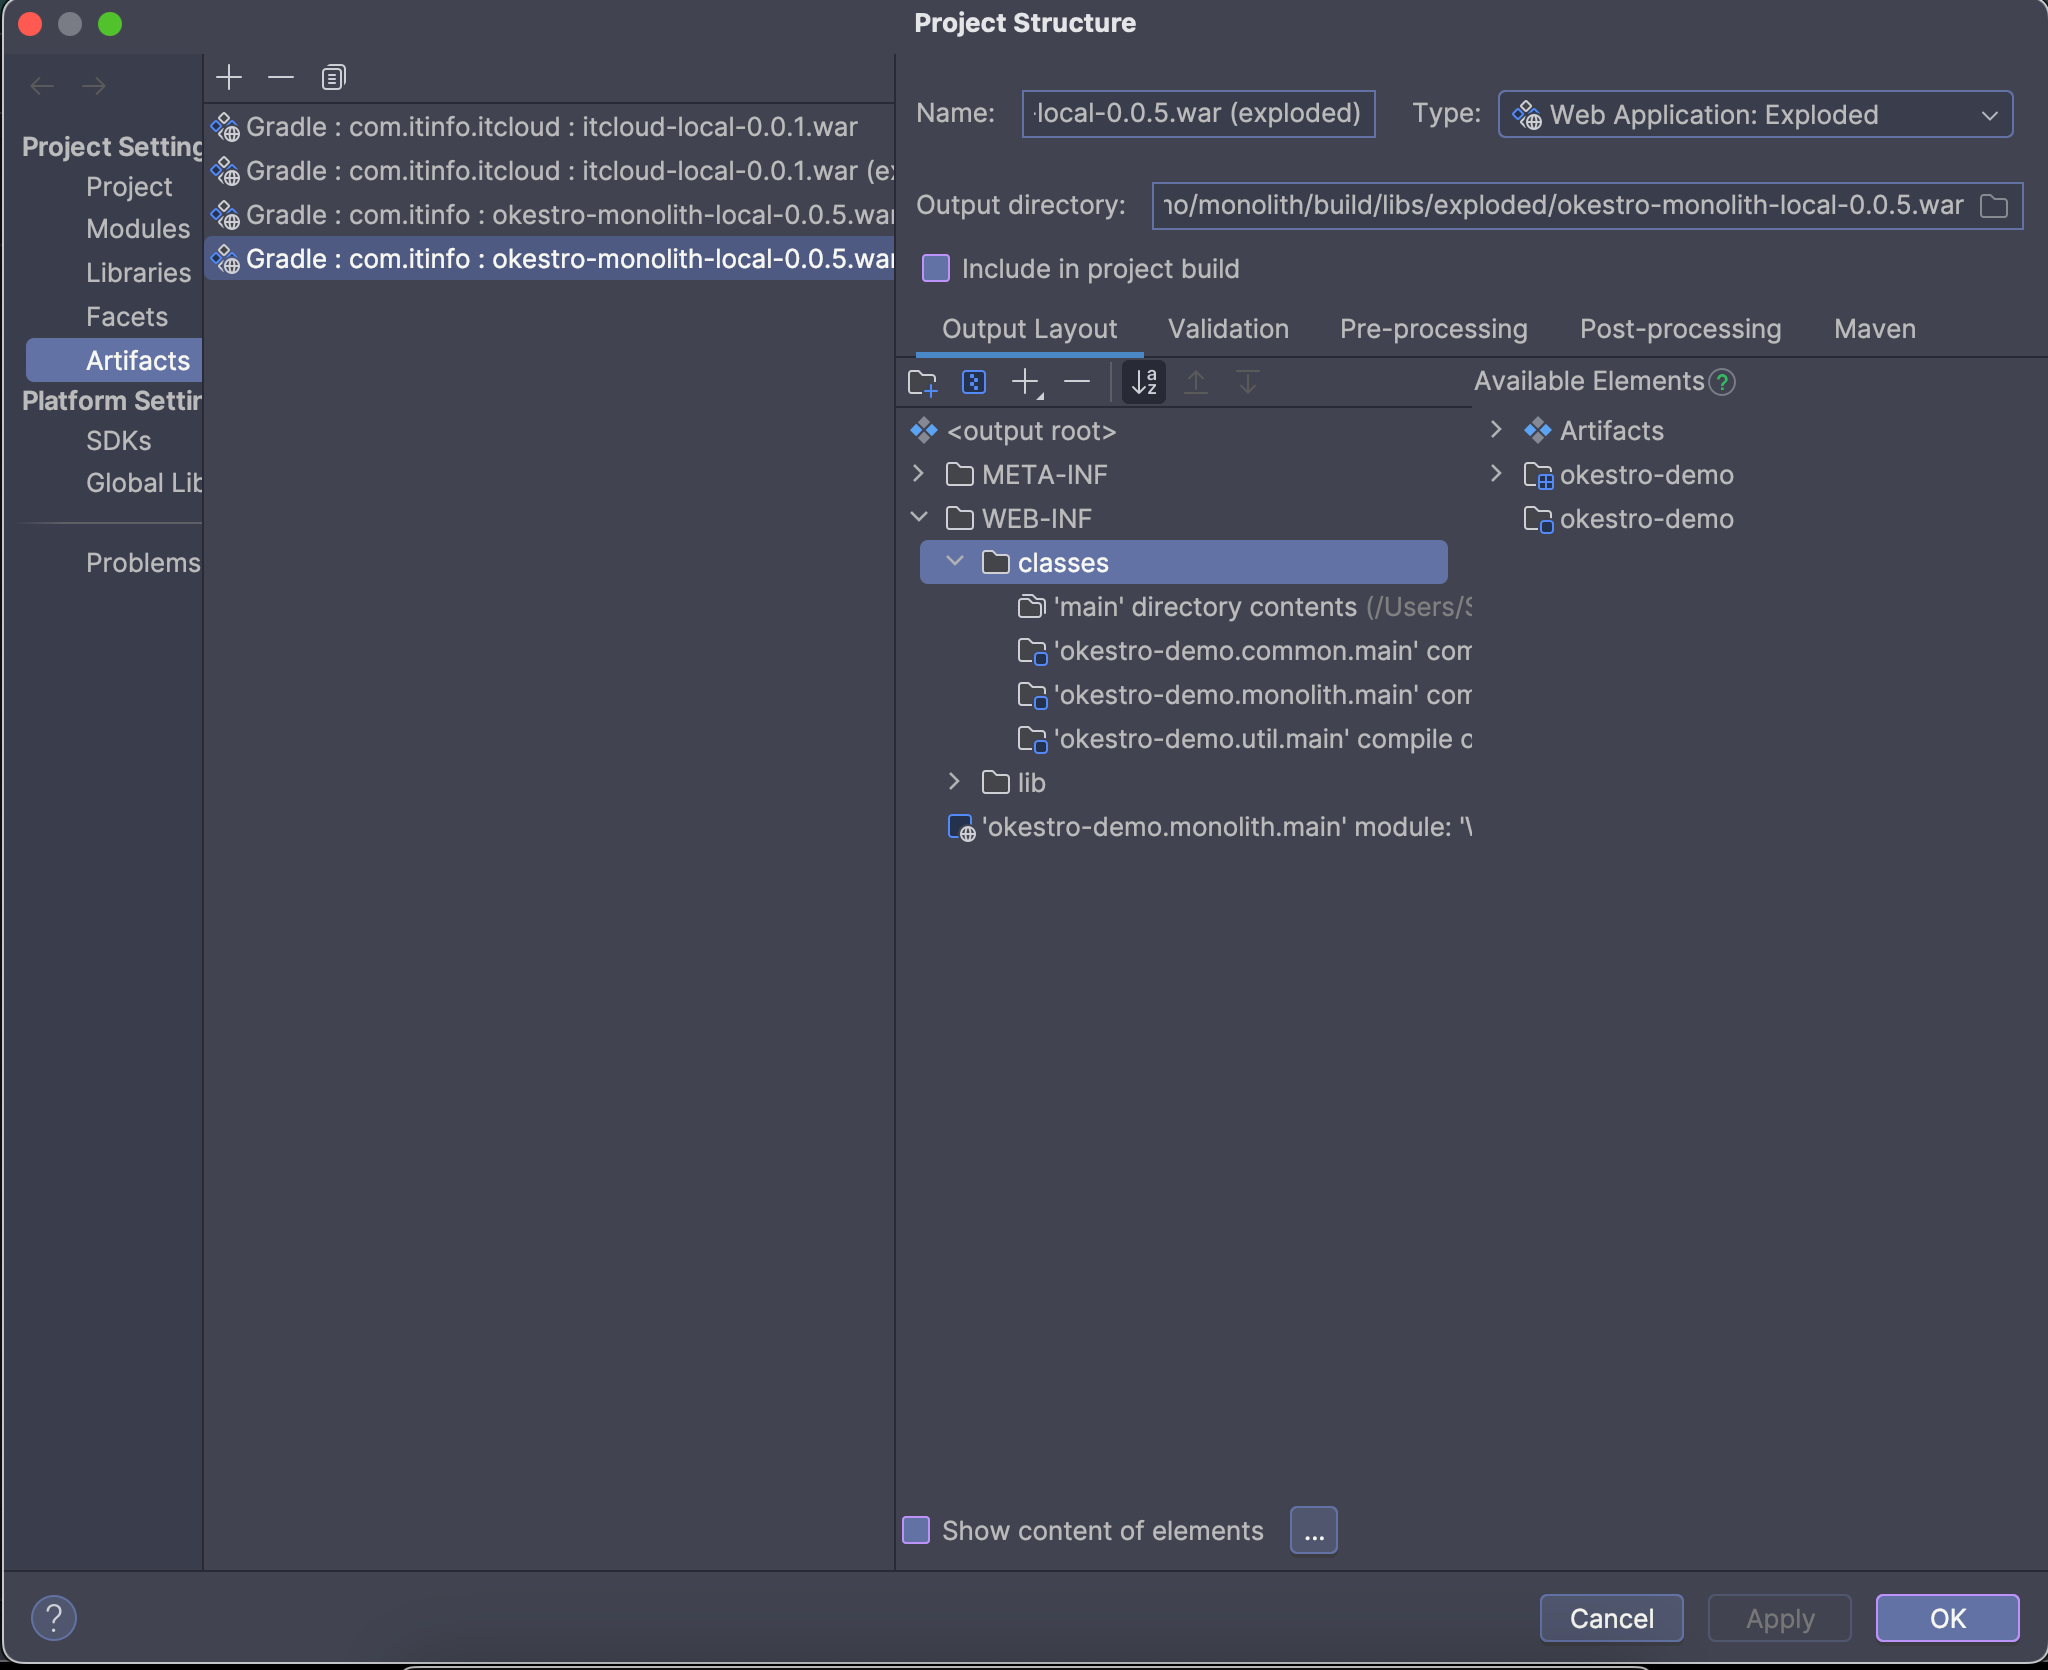 Project Structure
Project Setting
Project
Modules
Libraries
Facets
Artifacts
Platform Settin
SDKs
Global Lib
Problems
Gradle : com.itinfo.itcloud : itcloud-local-0.0.1.war
Gradle : com.itinfo.itcloud : itcloud-local-0.0.1.war (ex
Gradle : com.itinfo : okestro-monolith-local-0.0.5.war
Gradle : com.itinfo : okestro-monolith-local-0.0.5.war
Name: -local-0.0.5.war (exploded) Type: Web Application: Exploded
Output directory: no/monolith/build/libs/exploded/okestro-monolith-local-0.0.5.war
Include in project build
Output Layout Validation Pre-processing Post-processing Maven
Available Elements ?
<output root>
META-INF
WEB-INF
classes
'main' directory contents (/Users/S
'okestro-demo.common.main' com
'okestro-demo.monolith.main' com
'okestro-demo.util.main' compile o
lib
'okestro-demo.monolith.main' module: 'W
Artifacts
okestro-demo
okestro-demo
Show content of elements ...
? Cancel Apply OK